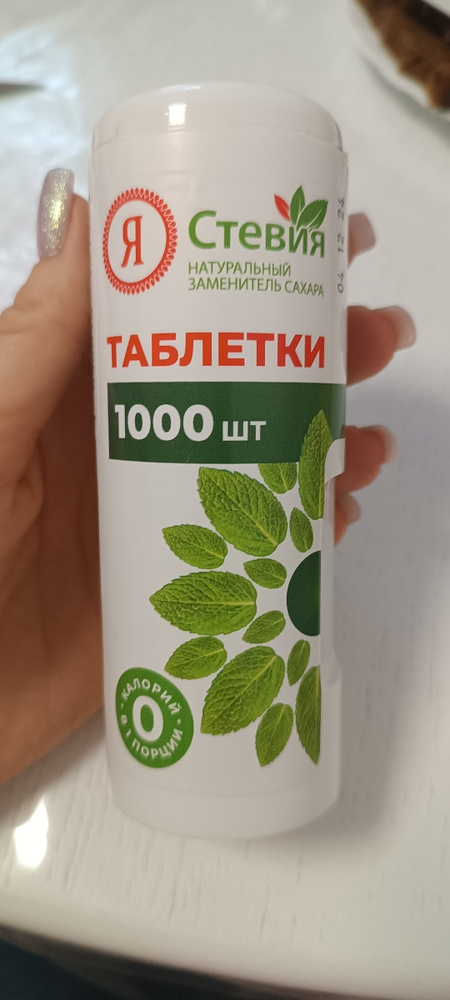 Я
Стевия
НАТУРАЛЬНЫЙ
ЗАМЕНИТЕЛЬ САХАРА
04 12 24
ТАБЛЕТКИ
1000 шт
КАЛОРИЙ
0
в 1 ПОРЦИИ